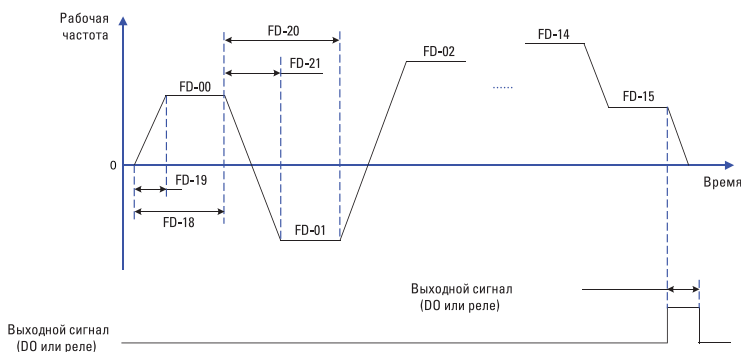 Рабочая
частота
FD-20
FD-21
FD-00
FD-02
FD-14
......
FD-15
0
Время
FD-19
FD-18
FD-01
Выходной сигнал
(DO или реле)
Выходной сигнал
(DO или реле)